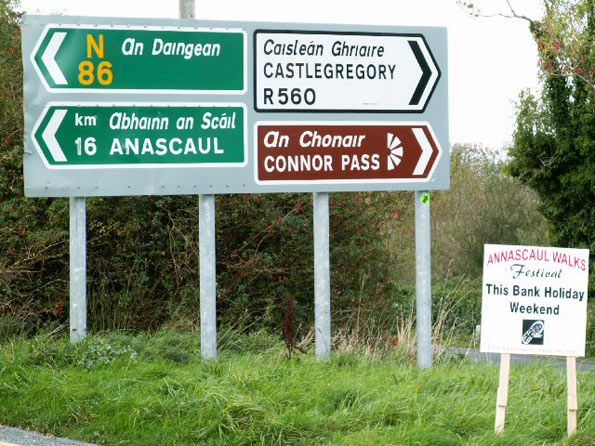 N
86
An Daingean
km
16
Abhainn an Scáil
ANASCAUL
Caisleán Ghriaire
CASTLEGREGORY
R560
An Chonair
CONNOR PASS
ANNASCAUL WALKS
Festival
This Bank Holiday
Weekend